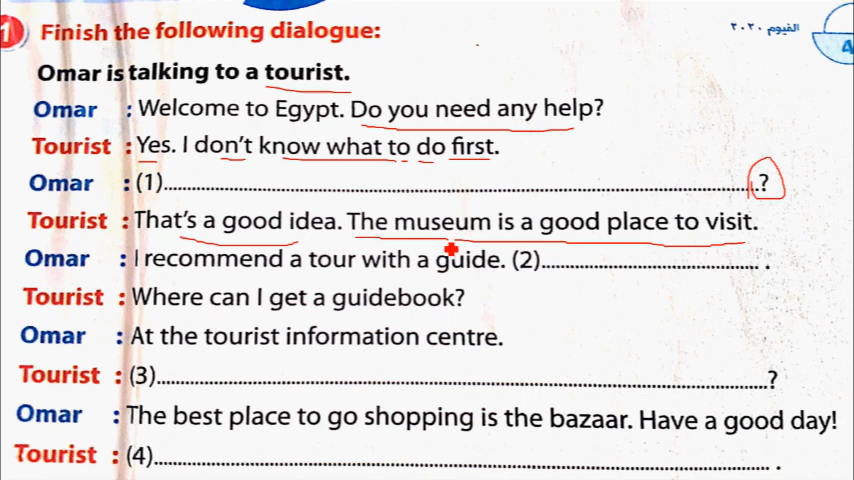 1 Finish the following dialogue:
الفيوم ٢٠٢٠
4
Omar is talking to a tourist.
Omar : Welcome to Egypt. Do you need any help?
Tourist : Yes. I don't know what to do first.
Omar : (1)..........................................................................................?
Tourist : That's a good idea. The museum is a good place to visit.
Omar : I recommend a tour with a guide. (2)................................ .
Tourist : Where can I get a guidebook?
Omar : At the tourist information centre.
Tourist : (3)..........................................................................................?
Omar : The best place to go shopping is the bazaar. Have a good day!
Tourist : (4).......................................................................................... .